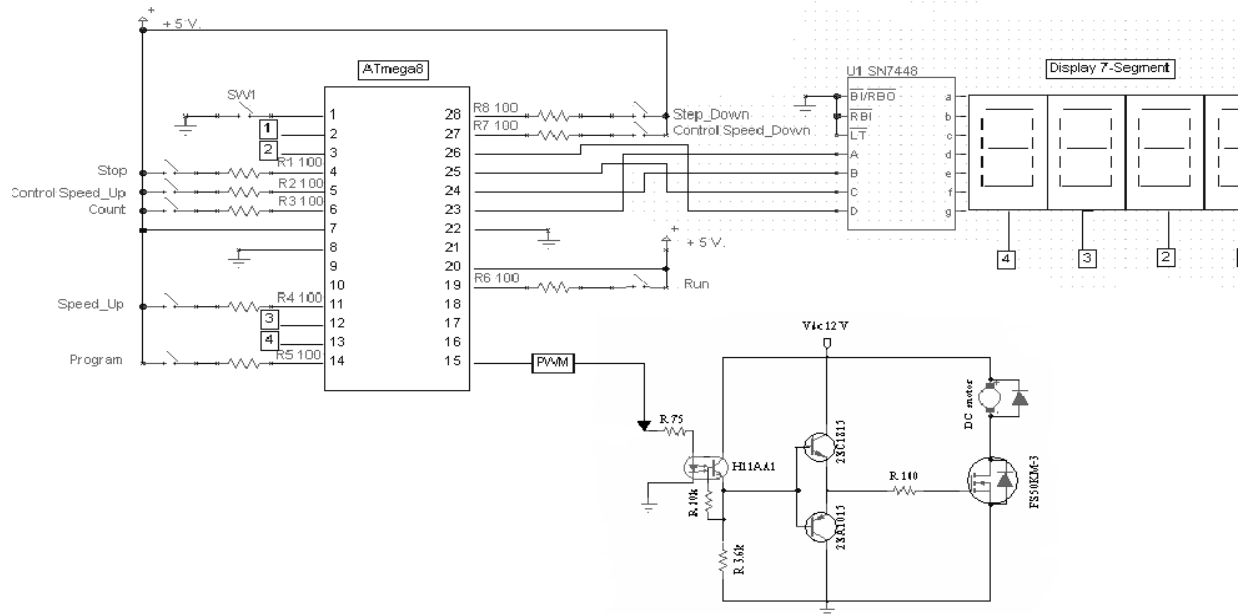 +
+ 5 V.
ATmega8
U1 SN7448
Display 7-Segment
SW1
1
2
Stop
Control Speed_Up
Count
R1 100
R2 100
R3 100
Speed_Up
R4 100
3
4
Program
R5 100
1
2
3
4
5
6
7
8
9
10
11
12
13
14
28
27
26
25
24
23
22
21
20
19
18
17
16
15
R8 100
R7 100
Step_Down
Control Speed_Down
+
+ 5 V.
R6 100
Run
PWM
BI/RBO
RBI
LT
A
B
C
D
a
b
c
d
e
f
g
4
3
2
Vdc 12 V
R 75
H11AA1
R 10k
R 3.6k
2SC1815
2SA1015
R 100
DC motor
+
-
FS50KM-3